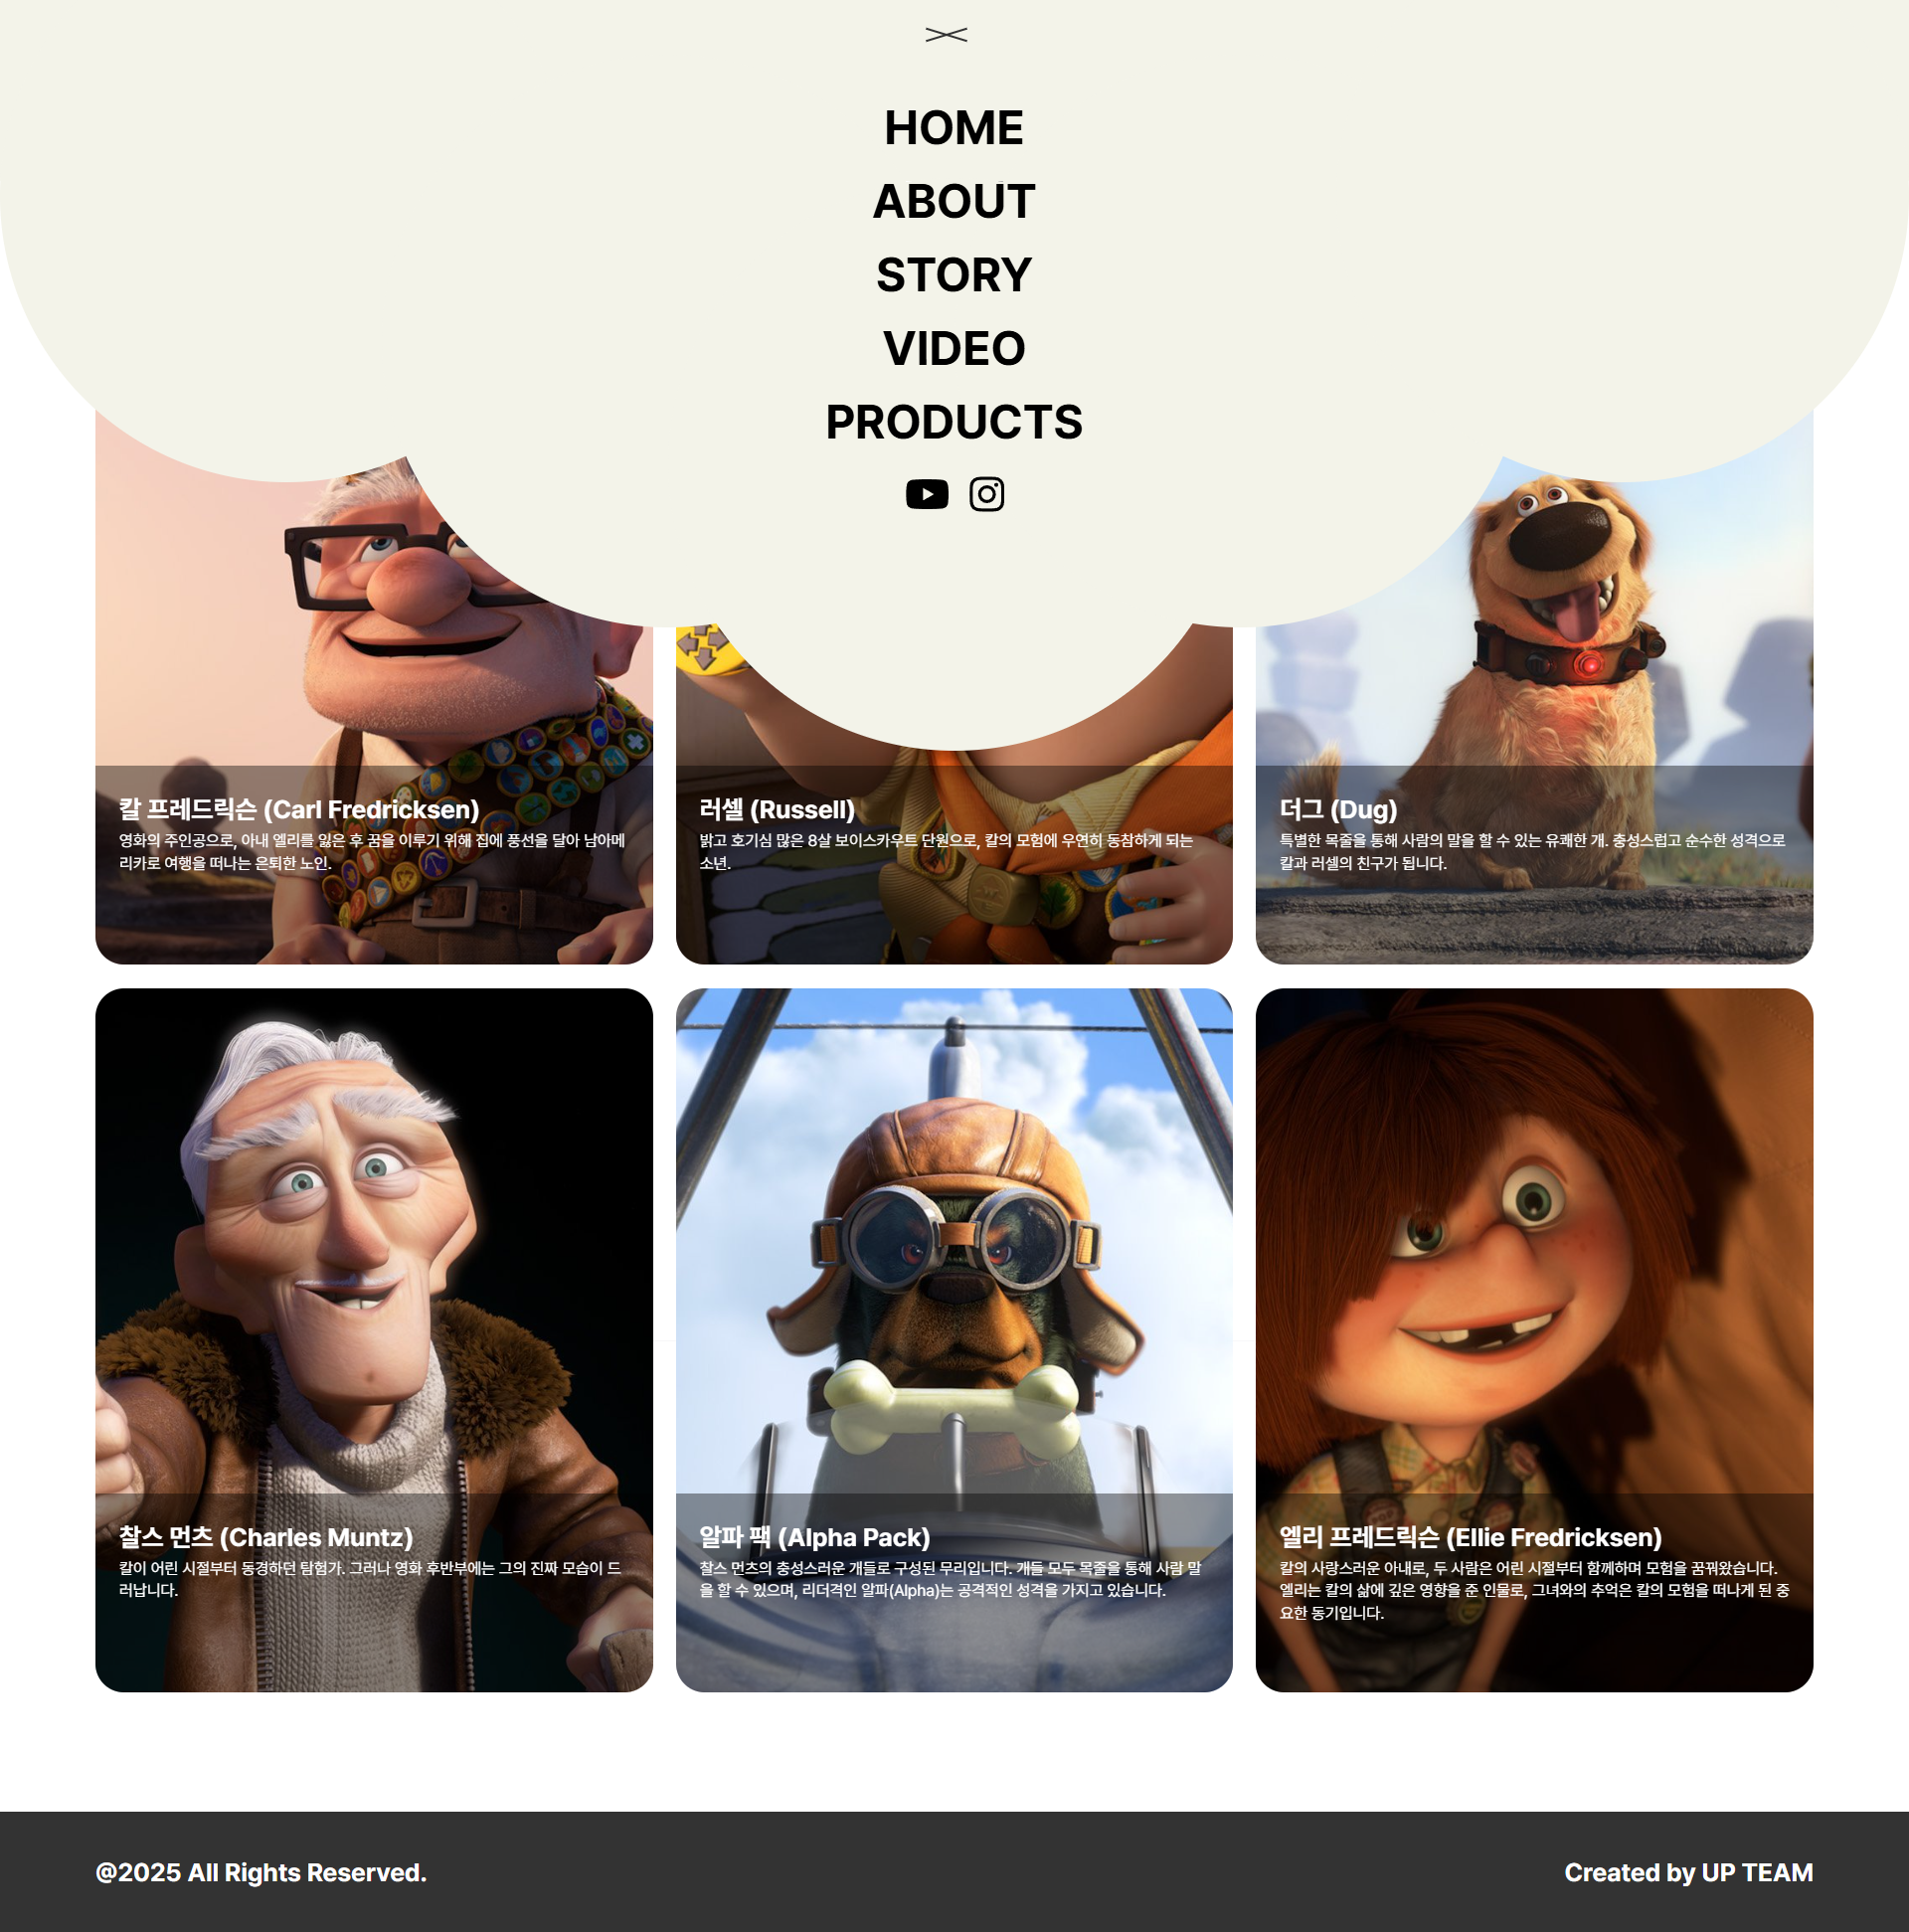 HOME
ABOUT
STORY
VIDEO
PRODUCTS
칼 프레드릭슨 (Carl Fredricksen)
영화의 주인공으로, 아내 엘리를 잃은 후 꿈을 이루기 위해 집에 풍선을 달아 남아메
리카로 여행을 떠나는 은퇴한 노인.
러셀 (Russell)
밝고 호기심 많은 8살 보이스카우트 단원으로, 칼의 모험에 우연히 동참하게 되는
소년.
더그 (Dug)
특별한 목줄을 통해 사람의 말을 할 수 있는 유쾌한 개. 충성스럽고 순수한 성격으로
칼과 러셀의 친구가 됩니다.
찰스 먼츠 (Charles Muntz)
칼이 어린 시절부터 동경하던 탐험가. 그러나 영화 후반부에는 그의 진짜 모습이 드
러납니다.
알파 팩 (Alpha Pack)
찰스 먼츠의 충성스러운 개들로 구성된 무리입니다. 개들 모두 목줄을 통해 사람 말
을 할 수 있으며, 리더격인 알파(Alpha)는 공격적인 성격을 가지고 있습니다.
엘리 프레드릭슨 (Ellie Fredricksen)
칼의 사랑스러운 아내로, 두 사람은 어린 시절부터 함께하며 모험을 꿈꿔왔습니다.
엘리는 칼의 삶에 깊은 영향을 준 인물로, 그녀와의 추억은 칼의 모험을 떠나게 된 중
요한 동기입니다.
@2025 All Rights Reserved.
Created by UP TEAM